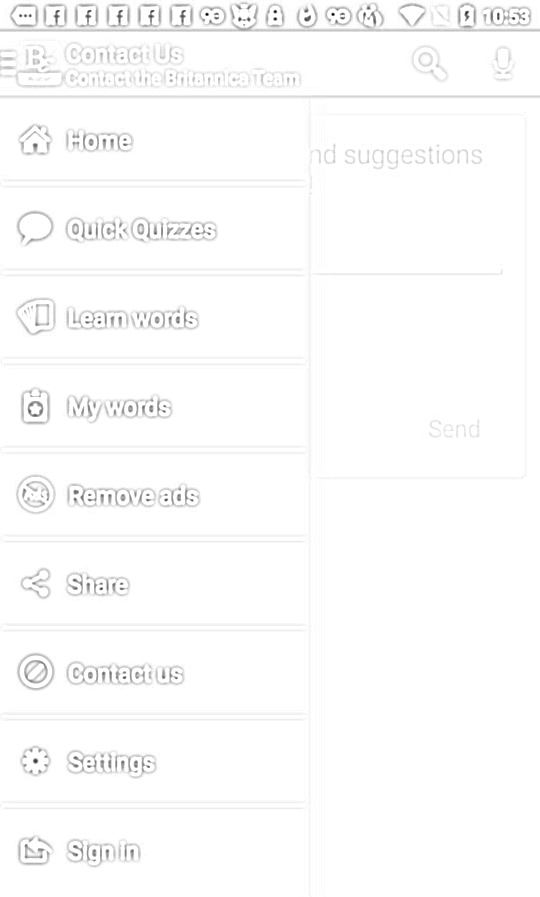 10:53
Contact Us
Contact the Britannica Team
Home
nd suggestions
Quick Quizzes
Learn words
My words
Send
Remove ads
Share
Contact us
Settings
Sign in